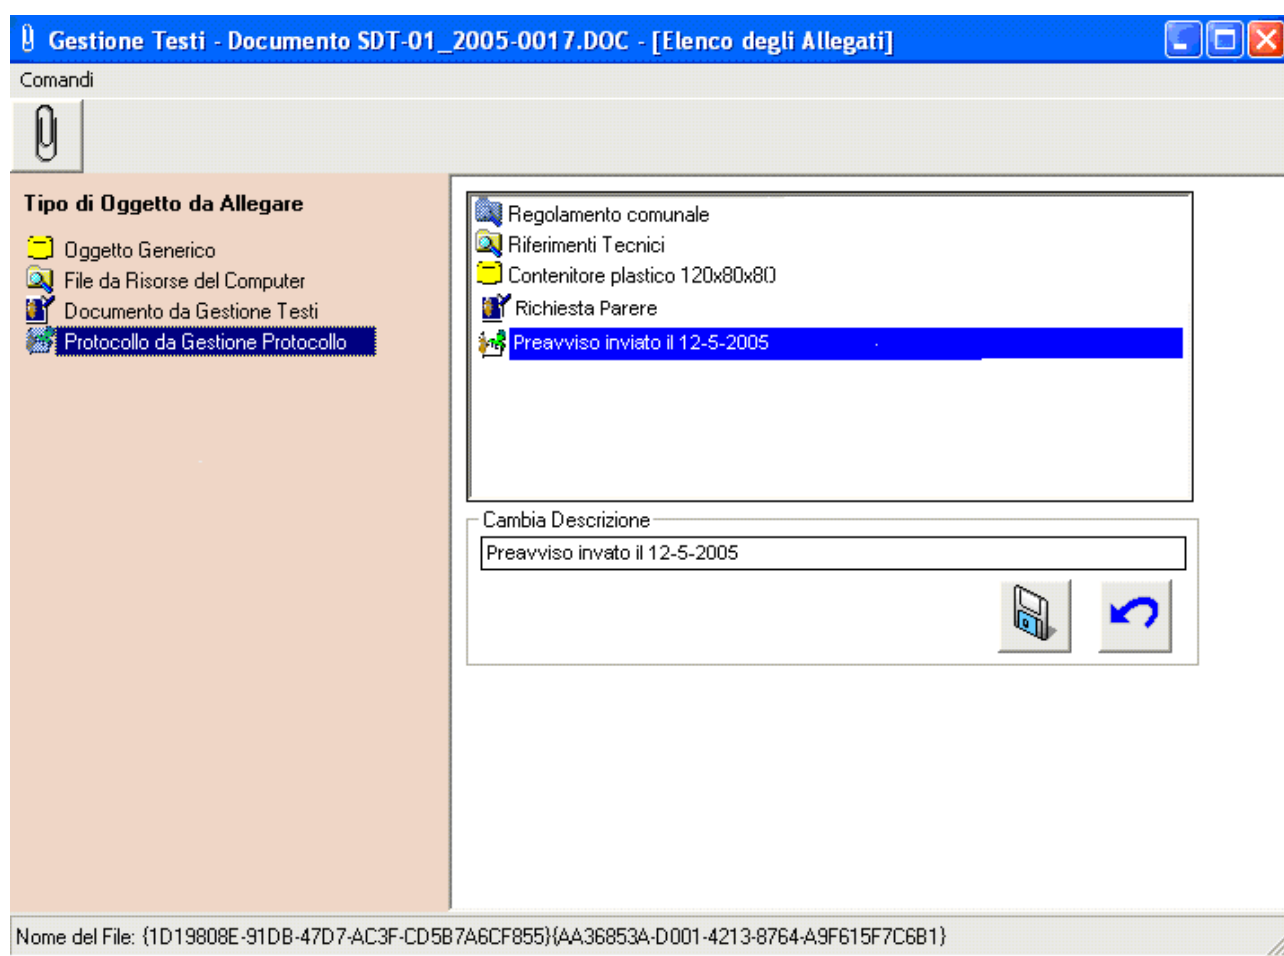 Gestione Testi - Documento SDT-01_2005-0017.DOC - [Elenco degli Allegati]
Comandi
Tipo di Oggetto da Allegare
Oggetto Generico
File da Risorse del Computer
Documento da Gestione Testi
Protocollo da Gestione Protocollo
Regolamento comunale
Riferimenti Tecnici
Contenitore plastico 120x80x80
Richiesta Parere
Preavviso inviato il 12-5-2005
Cambia Descrizione
Preavviso invato il 12-5-2005
Nome del File: {1D19808E-91DB-47D7-AC3F-CD5B7A6CF855}{AA36853A-D001-4213-8764-A9F615F7C6B1}